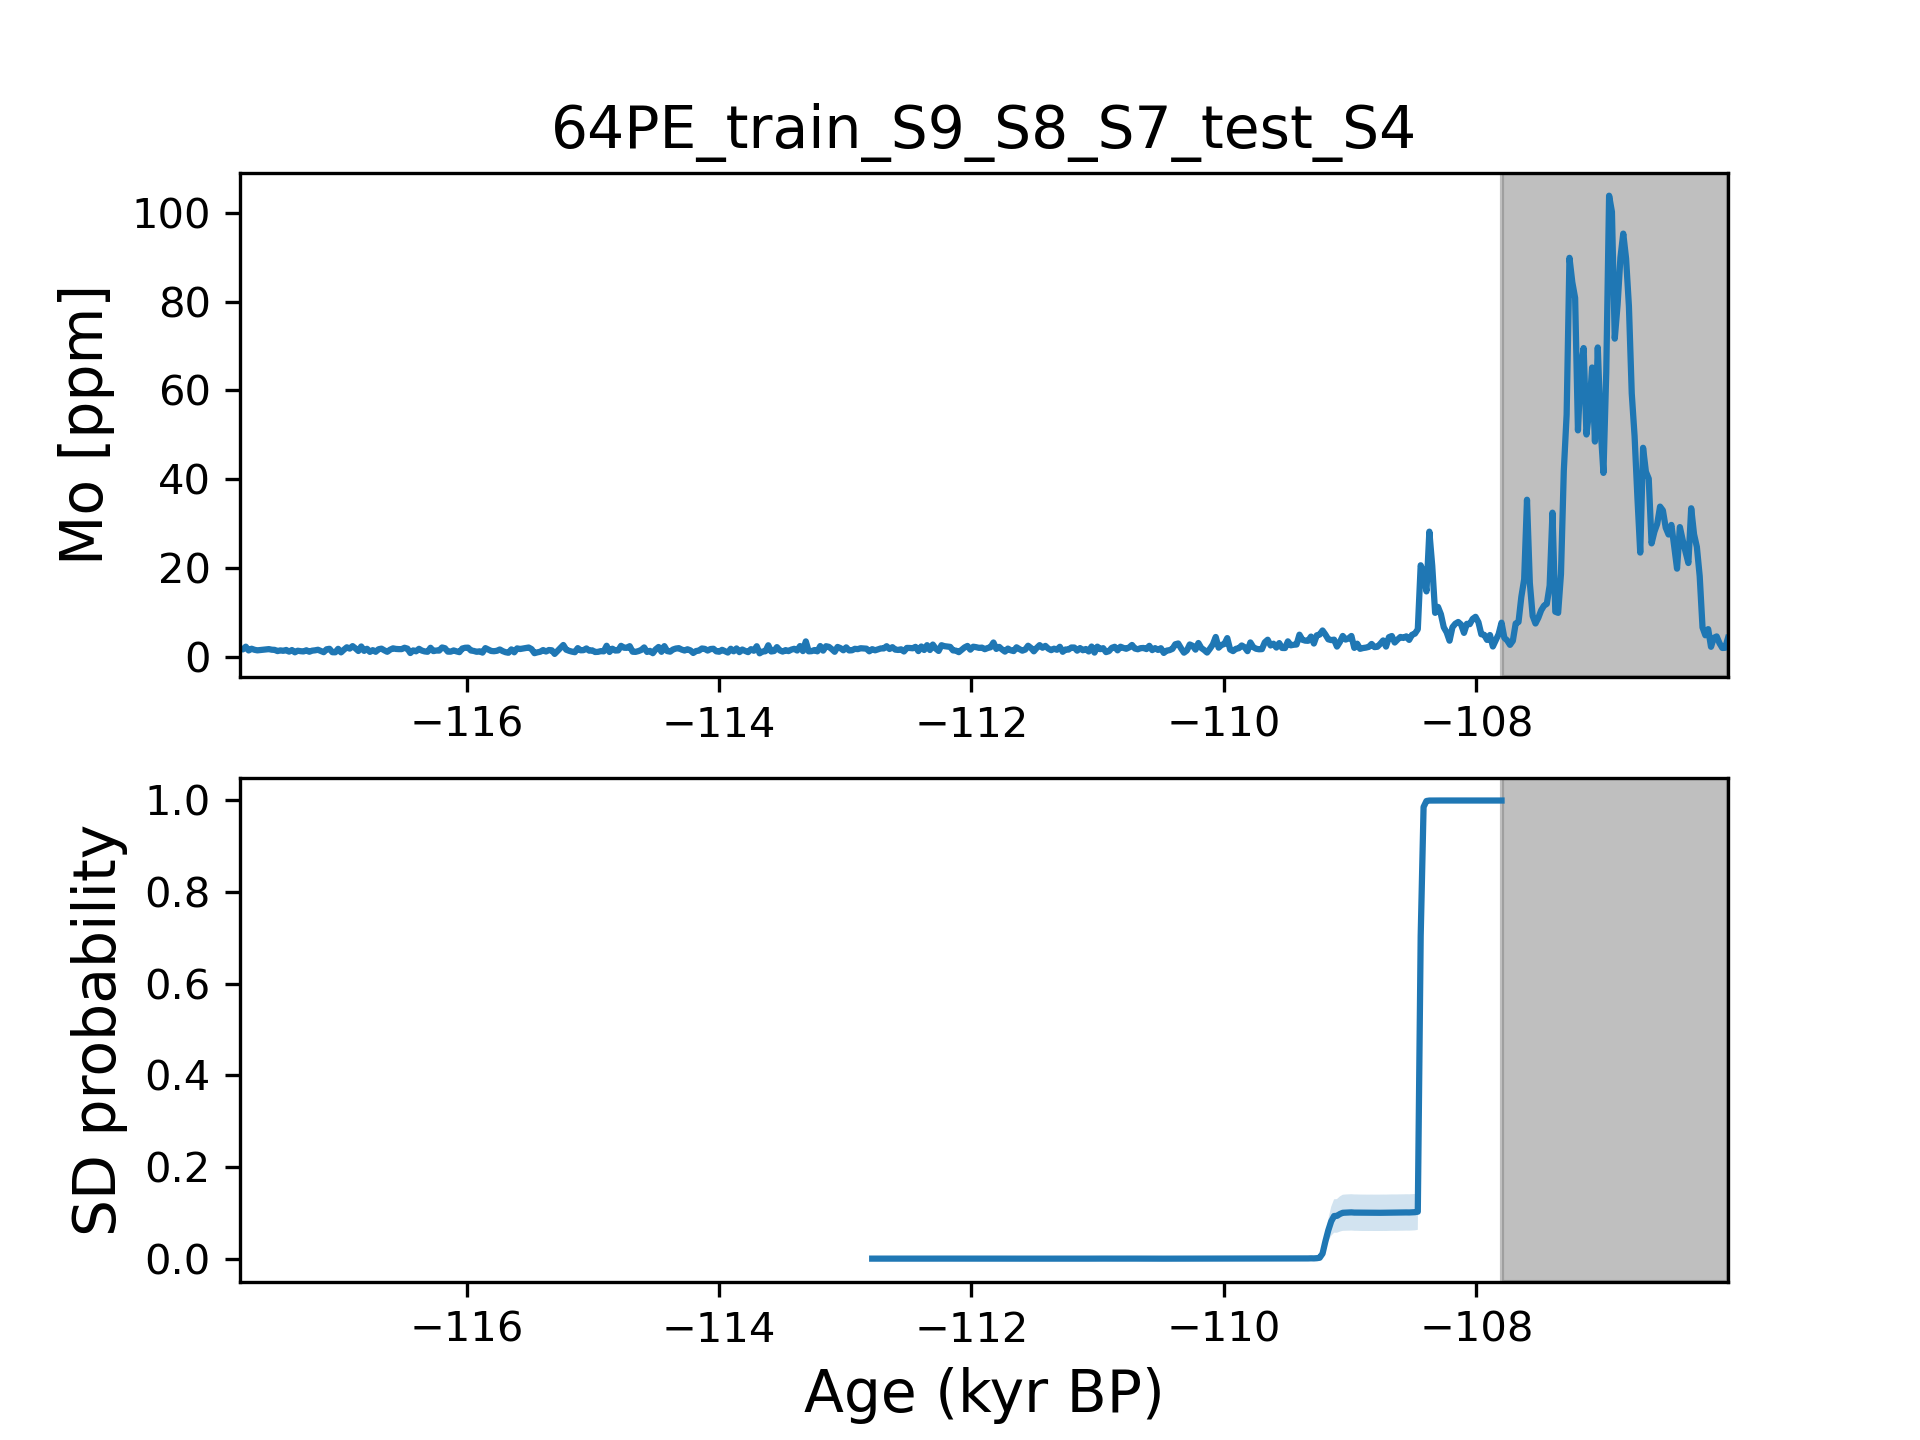 64PE_train_S9_S8_S7_test_S4
Mo [ppm]
100
80
60
40
20
0
−116 −114 −112 −110 −108
SD probability
1.0
0.8
0.6
0.4
0.2
0.0
−116 −114 −112 −110 −108
Age (kyr BP)